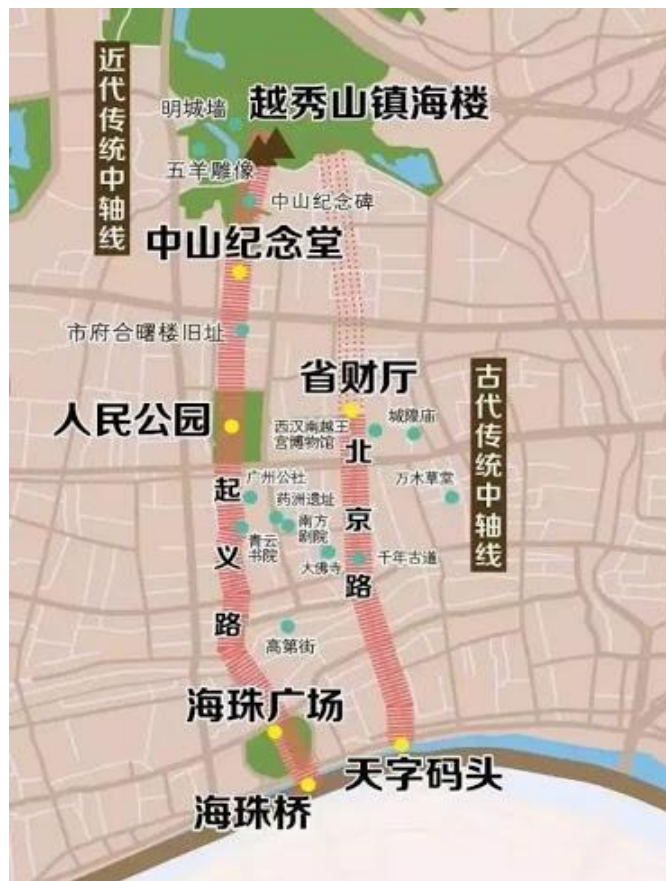 近代传统中轴线
越秀山镇海楼
明城墙
五羊雕像
中山纪念碑
中山纪念堂
市府合曙楼旧址
省财厅
古代传统中轴线
人民公园
西汉南越王
宫博物馆
城隍庙
北京路
广州公社
万木草堂
药洲遗址
起义路
青云
书院
南方
剧院
大佛寺
千年古道
高第街
海珠广场
天字码头
海珠桥